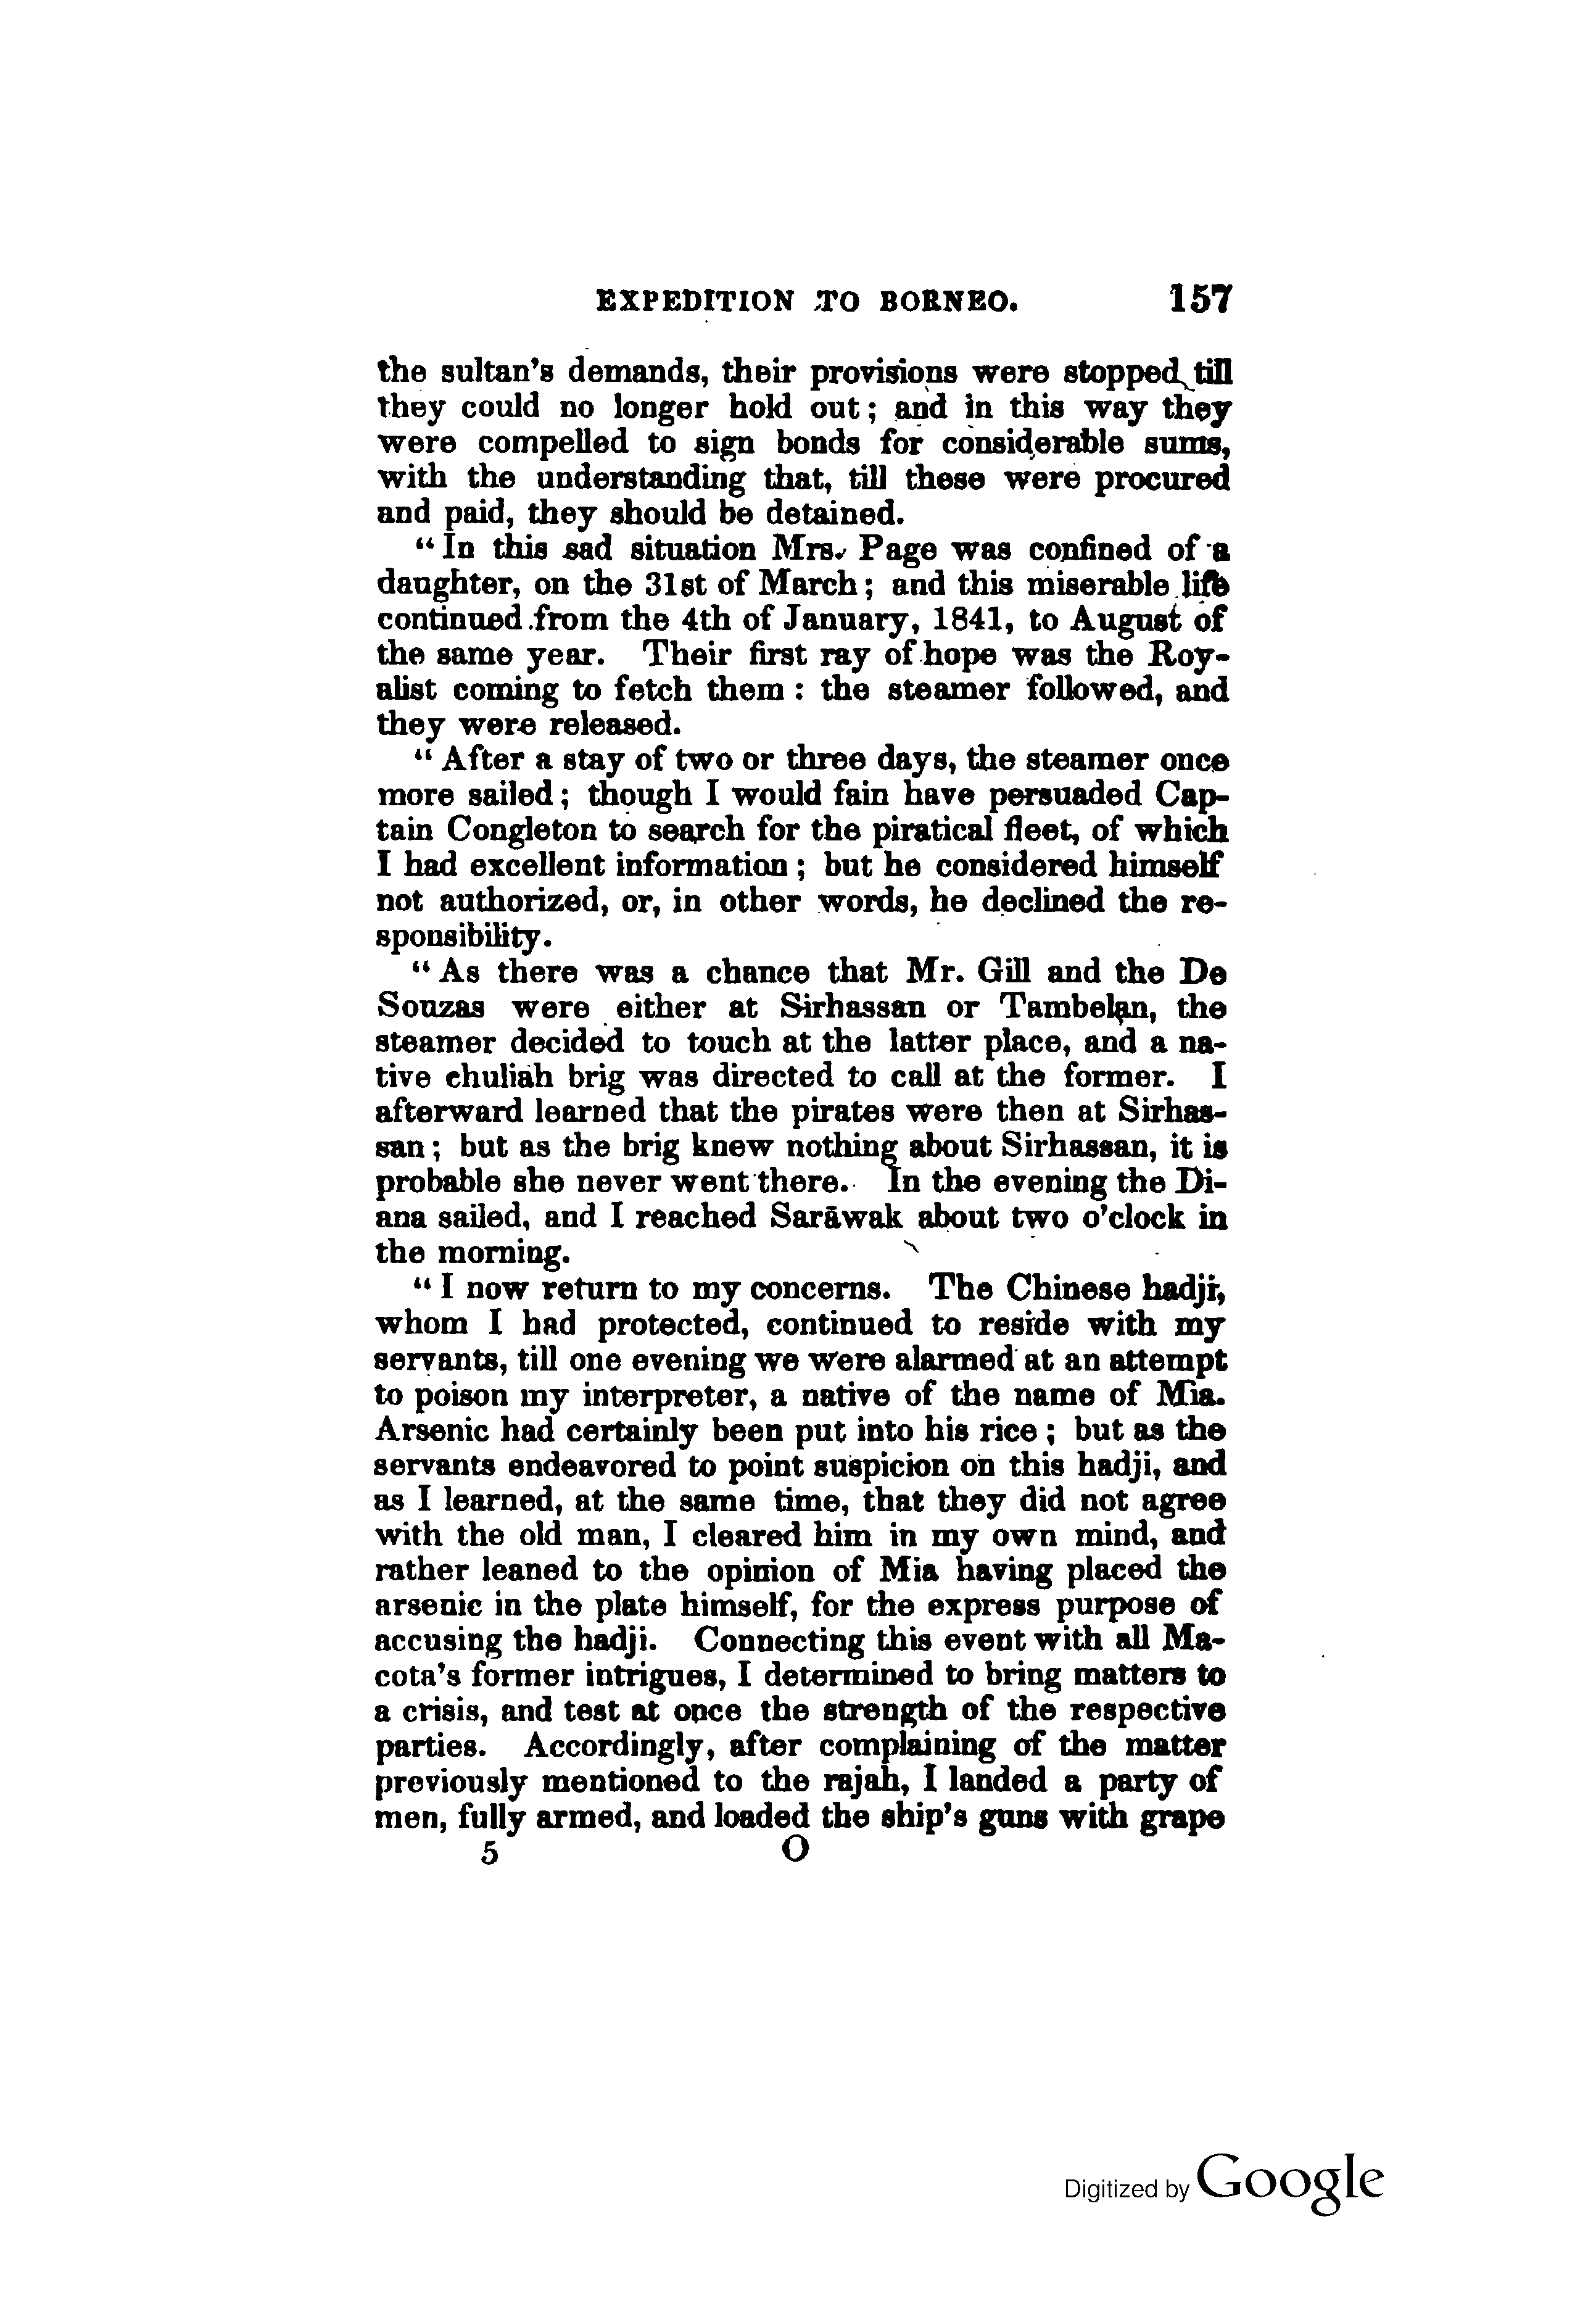 EXPEDITION TO BORNEO. 157
the sultan's demands, their provisions were stopped till
they could no longer hold out; and in this way they
were compelled to sign bonds for considerable sums,
with the understanding that, till these were procured
and paid, they should be detained.
"In this sad situation Mrs. Page was confined of a
daughter, on the 31st of March; and this miserable life
continued from the 4th of January, 1841, to August of
the same year. Their first ray of hope was the Roy-
alist coming to fetch them: the steamer followed, and
they were released.
"After a stay of two or three days, the steamer once
more sailed; though I would fain have persuaded Cap-
tain Congleton to search for the piratical fleet, of which
I had excellent information; but he considered himself
not authorized, or, in other words, he declined the re-
sponsibility.
"As there was a chance that Mr. Gill and the De
Souzas were either at Sirhassan or Tambelan, the
steamer decided to touch at the latter place, and a na-
tive chuliah brig was directed to call at the former. I
afterward learned that the pirates were then at Sirhas-
san; but as the brig knew nothing about Sirhassan, it is
probable she never went there. In the evening the Di-
ana sailed, and I reached Saräwak about two o'clock in
the morning.
"I now return to my concerns. The Chinese hadji,
whom I had protected, continued to reside with my
servants, till one evening we were alarmed at an attempt
to poison my interpreter, a native of the name of Mia.
Arsenic had certainly been put into his rice; but as the
servants endeavored to point suspicion on this hadji, and
as I learned, at the same time, that they did not agree
with the old man, I cleared him in my own mind, and
rather leaned to the opinion of Mia having placed the
arsenic in the plate himself, for the express purpose of
accusing the hadji. Connecting this event with all Ma-
cota's former intrigues, I determined to bring matters to
a crisis, and test at once the strength of the respective
parties. Accordingly, after complaining of the matter
previously mentioned to the rajah, I landed a party of
men, fully armed, and loaded the ship's guns with grape
5 O
Digitized by Google